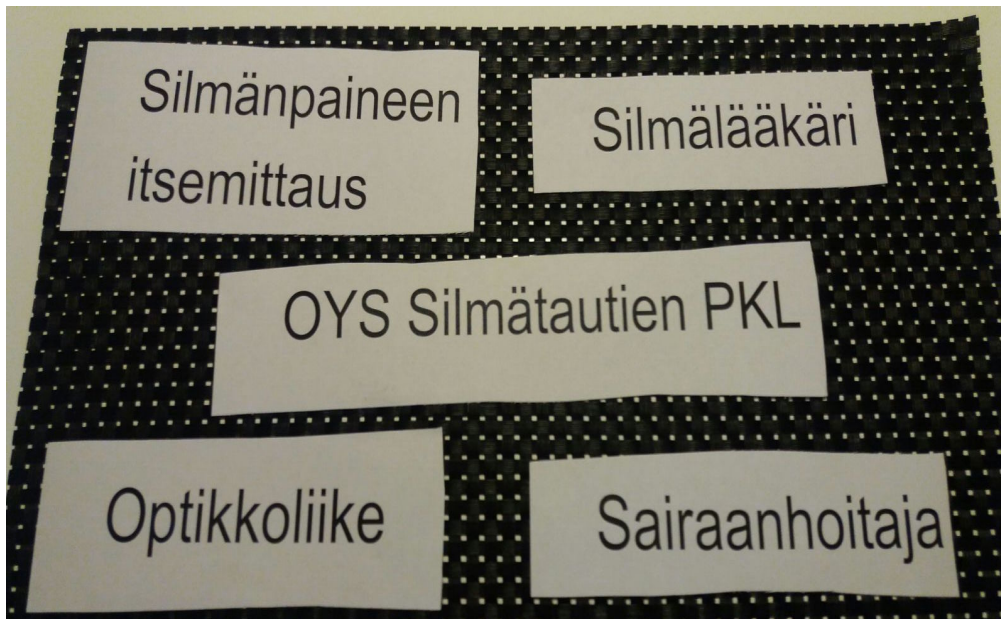 Silmänpaineen
itsemittaus
Silmälääkäri
OYS Silmätautien PKL
Optikkoliike
Sairaanhoitaja